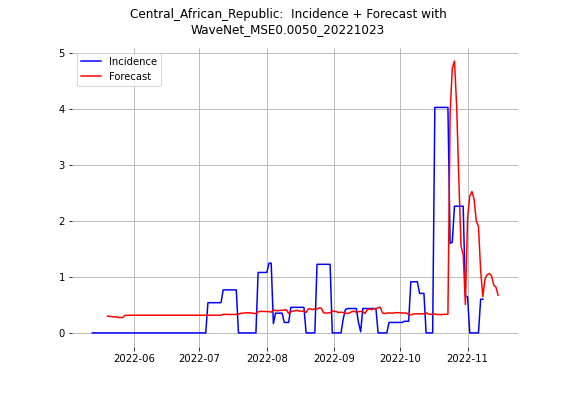 Central_African_Republic:  Incidence + Forecast with
WaveNet_MSE0.0050_20221023
Incidence
Forecast
5
4
3
2
1
0
2022-06 2022-07 2022-08 2022-09 2022-10 2022-11